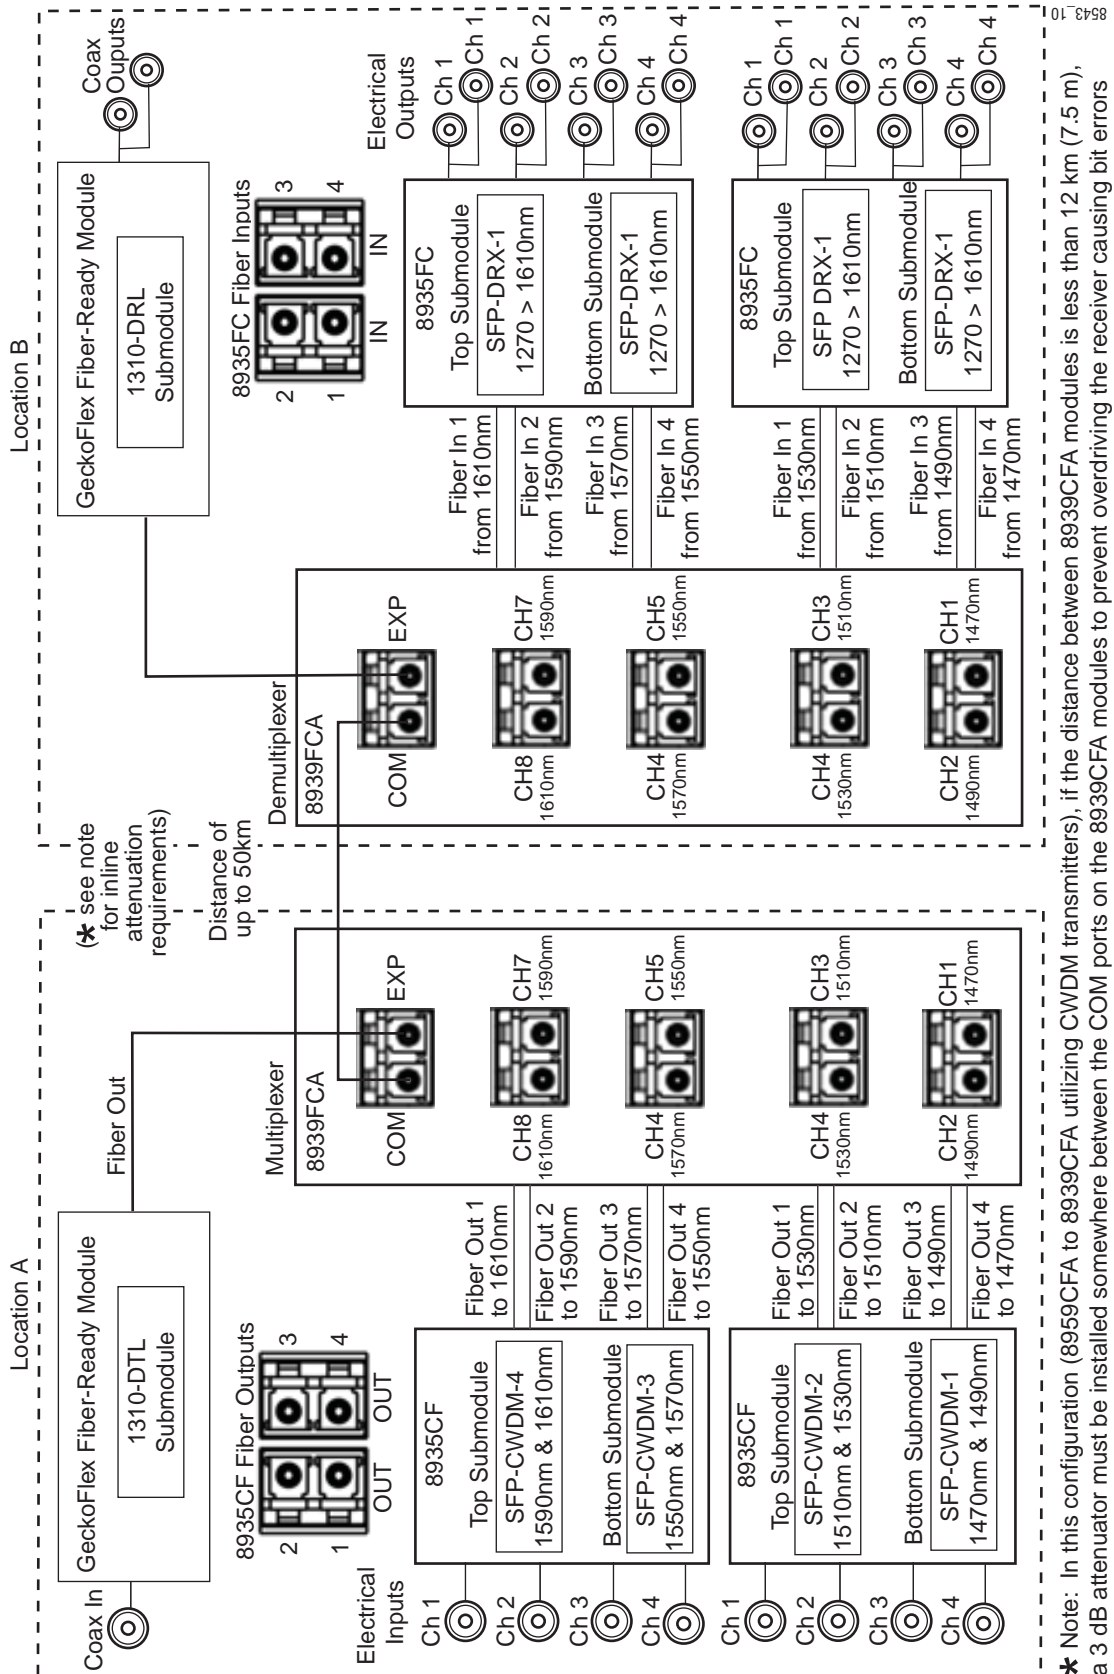 Location A
GeckoFlex Fiber-Ready Module
1310-DTL
Submodule
Coax In
Fiber Out
8935CF Fiber Outputs
2
1
3
4
OUT
OUT
Electrical
Inputs
Ch 1
Ch 2
Ch 3
Ch 4
8935CF
Top Submodule
SFP-CWDM-4
1590nm & 1610nm
Bottom Submodule
SFP-CWDM-3
1550nm & 1570nm
Fiber Out 1
to 1610nm
Fiber Out 2
to 1590nm
Fiber Out 3
to 1570nm
Fiber Out 4
to 1550nm
Ch 1
Ch 2
Ch 3
Ch 4
8935CF
Top Submodule
SFP-CWDM-2
1510nm & 1530nm
Bottom Submodule
SFP-CWDM-1
1470nm & 1490nm
Fiber Out 1
to 1530nm
Fiber Out 2
to 1510nm
Fiber Out 3
to 1490nm
Fiber Out 4
to 1470nm
Multiplexer
8939FCA
COM
EXP
CH8
1610nm
CH7
1590nm
CH4
1570nm
CH5
1550nm
CH4
1530nm
CH3
1510nm
CH2
1490nm
CH1
1470nm
(* see note
for inline
attenuation
requirements)
Distance of
up to 50km
Location B
GeckoFlex Fiber-Ready Module
1310-DRL
Submodule
Coax
Ouputs
Demultiplexer
8939FCA
COM
EXP
CH8
1610nm
CH7
1590nm
CH4
1570nm
CH5
1550nm
CH4
1530nm
CH3
1510nm
CH2
1490nm
CH1
1470nm
8935FC Fiber Inputs
2
1
3
4
IN
IN
Fiber In 1
from 1610nm
Fiber In 2
from 1590nm
Fiber In 3
from 1570nm
Fiber In 4
from 1550nm
8935FC
Top Submodule
SFP-DRX-1
1270 > 1610nm
Bottom Submodule
SFP-DRX-1
1270 > 1610nm
Electrical
Outputs
Ch 1
Ch 1
Ch 2
Ch 2
Ch 3
Ch 3
Ch 4
Ch 4
Fiber In 1
from 1530nm
Fiber In 2
from 1510nm
Fiber In 3
from 1490nm
Fiber In 4
from 1470nm
8935FC
Top Submodule
SFP DRX-1
1270 > 1610nm
Bottom Submodule
SFP-DRX-1
1270 > 1610nm
Ch 1
Ch 1
Ch 2
Ch 2
Ch 3
Ch 3
Ch 4
Ch 4
8543_10
* Note: In this configuration (8959CFA to 8939CFA utilizing CWDM transmitters), if the distance between 8939CFA modules is less than 12 km (7.5 m),
a 3 dB attenuator must be installed somewhere between the COM ports on the 8939CFA modules to prevent overdriving the receiver causing bit errors